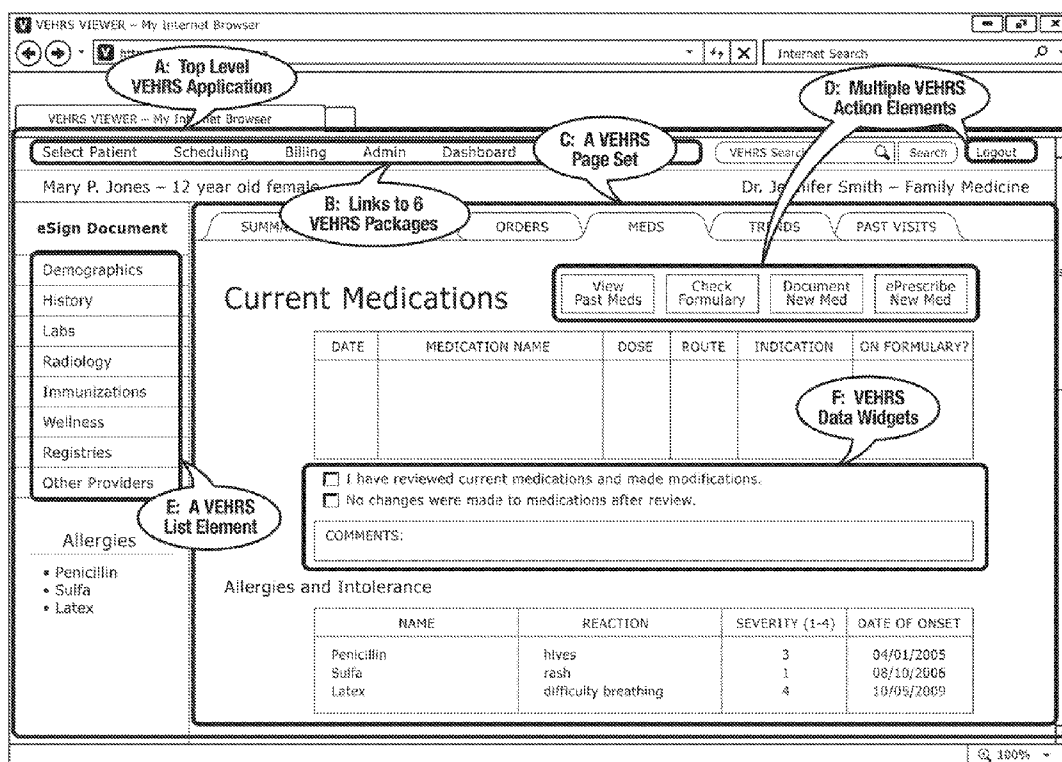 VEHRS VIEWER – My Internet Browser
Internet Search
A: Top Level
VEHRS Application
D: Multiple VEHRS
Action Elements
VEHRS VIEWER – My Internet Browser
C: A VEHRS
Page Set
Select Patient Scheduling Billing Admin Dashboard
VEHRS Search Search Logout
Mary P. Jones – 12 year old female
Dr. Jennifer Smith – Family Medicine
B: Links to 6
VEHRS Packages
eSign Document
ORDERS MEDS TRENDS PAST VISITS
Demographics
History
Labs
Radiology
Immunizations
Wellness
Registries
Other Providers
Current Medications
View
Past Meds
Check
Formulary
Document
New Med
ePrescribe
New Med
DATE MEDICATION NAME DOSE ROUTE INDICATION ON FORMULARY?
F: VEHRS
Data Widgets
I have reviewed current medications and made modifications.
No changes were made to medications after review.
E: A VEHRS
List Element
COMMENTS:
Allergies
• Penicillin
• Sulfa
• Latex
Allergies and Intolerance
NAME REACTION SEVERITY (1-4) DATE OF ONSET
Penicillin hives 3 04/01/2005
Sulfa rash 1 08/10/2006
Latex difficulty breathing 4 10/05/2009
100%